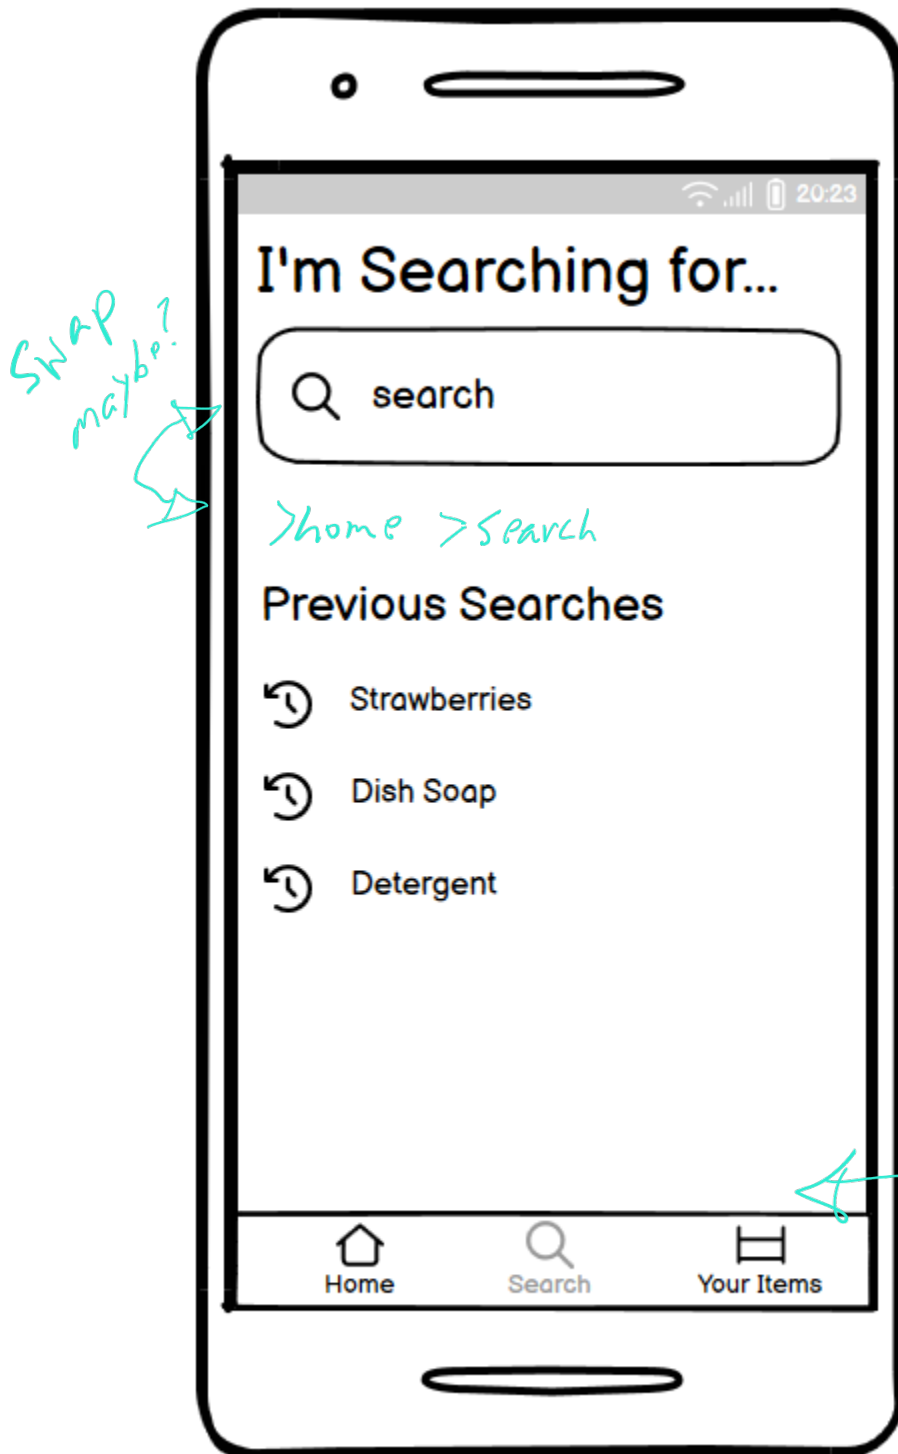 20:23
I'm Searching for...
Swap
maybe?
search
>home >search
Previous Searches
Strawberries
Dish Soap
Detergent
Home Search Your Items